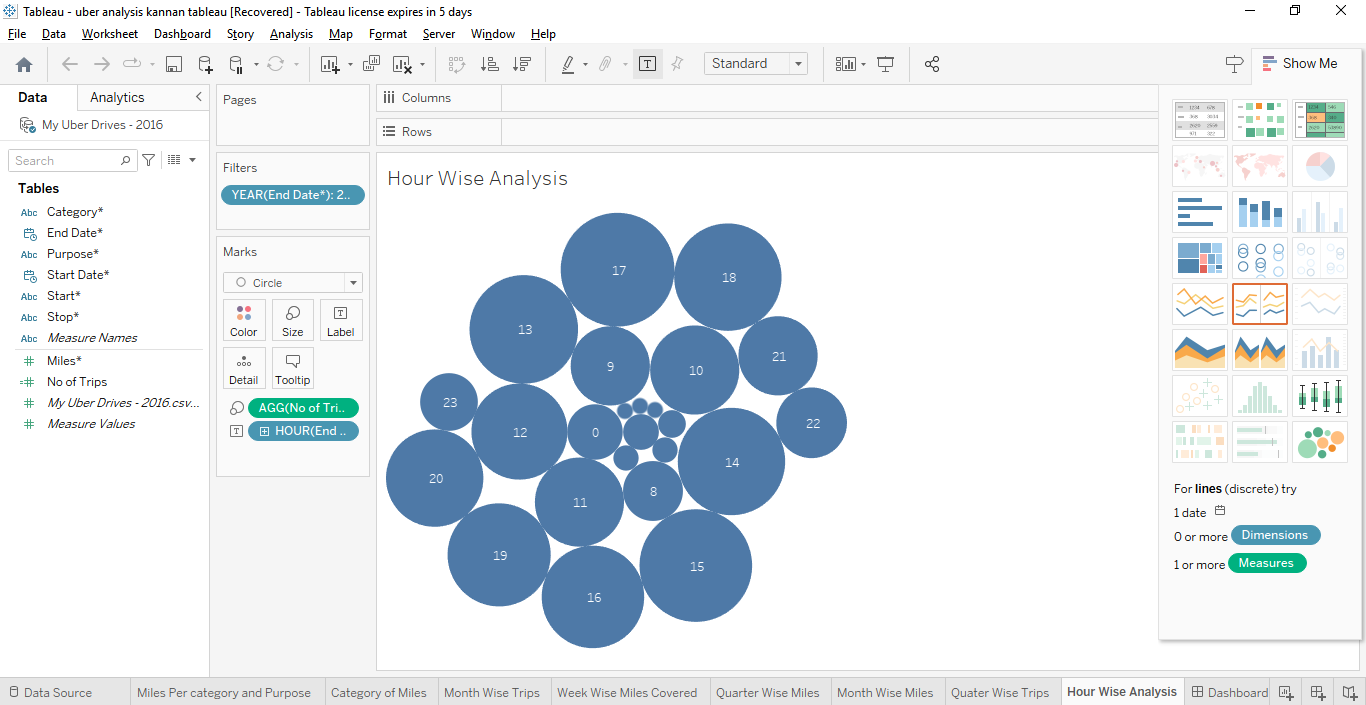 Tableau - uber analysis kannan tableau [Recovered] - Tableau license expires in 5 days
File Data Worksheet Dashboard Story Analysis Map Format Server Window Help
Standard
Show Me
Data Analytics
My Uber Drives - 2016
Search
Tables
Abc Category*
End Date*
Abc Purpose*
Start Date*
Abc Start*
Abc Stop*
Abc Measure Names
Miles*
No of Trips
My Uber Drives - 2016.csv...
Measure Values
Pages
Filters
YEAR(End Date*): 2..
Marks
Circle
Color Size Label
Detail Tooltip
AGG(No of Tri..
HOUR(End ..
Columns
Rows
Hour Wise Analysis
17
18
13
21
9
10
23
22
12
0
14
20
8
11
19
15
16
For lines (discrete) try
1 date
0 or more Dimensions
1 or more Measures
Data Source Miles Per category and Purpose Category of Miles Month Wise Trips Week Wise Miles Covered Quarter Wise Miles Month Wise Miles Quater Wise Trips Hour Wise Analysis Dashboard